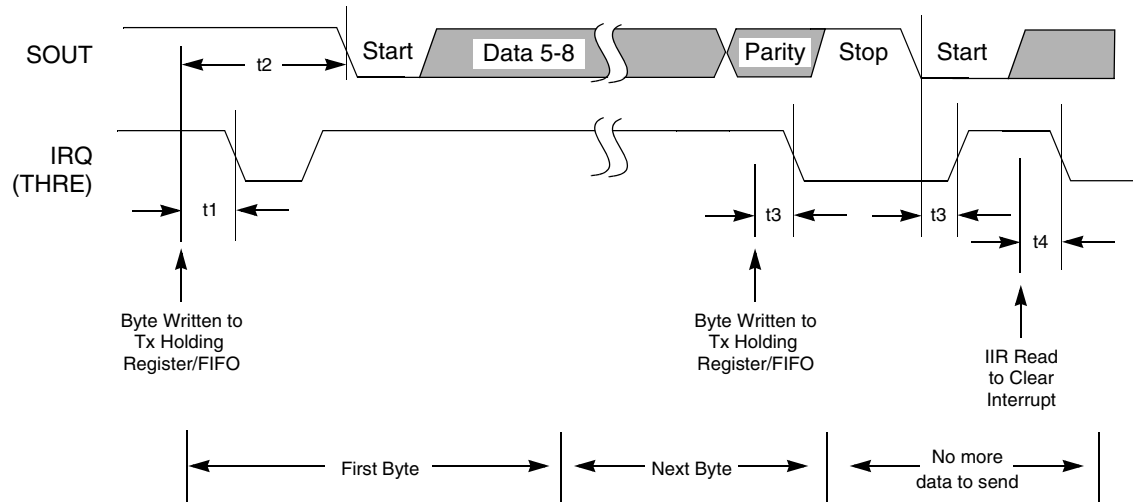 SOUT
Start
Data 5-8
Parity
Stop
Start
t2
IRQ
(THRE)
t1
t3
t3
t4
Byte Written to
Tx Holding
Register/FIFO
Byte Written to
Tx Holding
Register/FIFO
IIR Read
to Clear
Interrupt
First Byte
Next Byte
No more
data to send